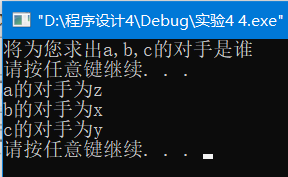 "D:\程序设计4\Debug\实验4 4.exe"
将为您求出a,b,c的对手是谁
请按任意键继续. . .
a的对手为z
b的对手为x
c的对手为y
请按任意键继续. . .